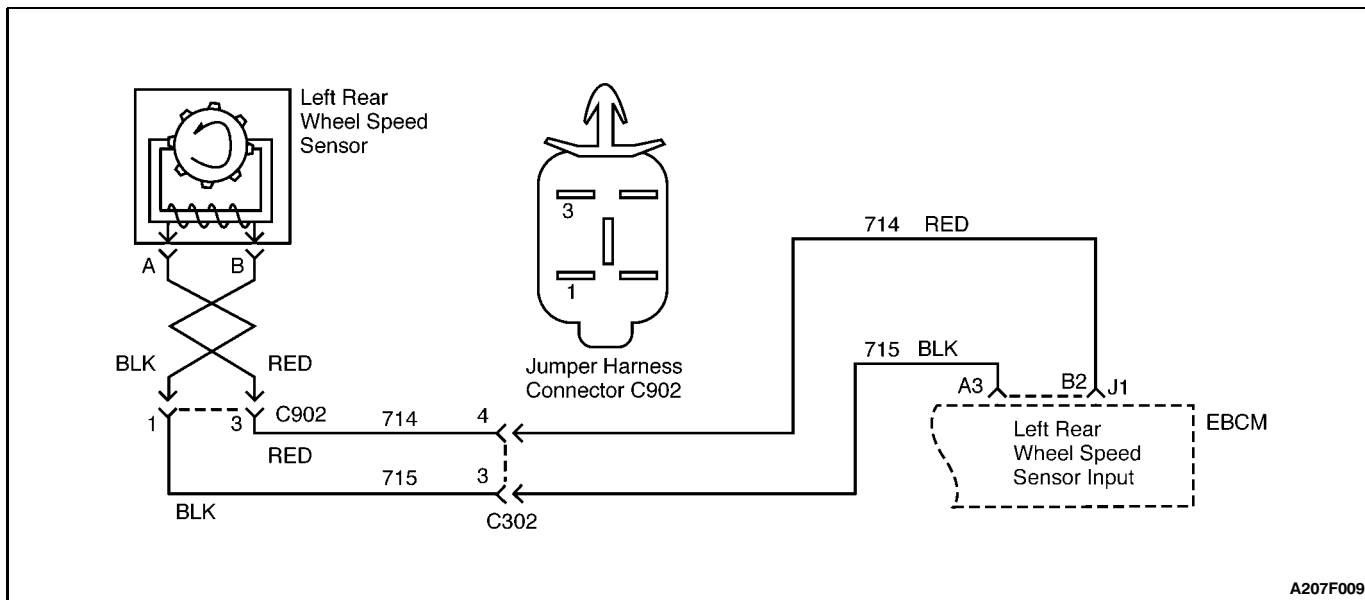 Left Rear
Wheel Speed
Sensor
A
B
BLK
RED
1
3
C902
RED
BLK
714
4
715
3
C302
3
1
Jumper Harness
Connector C902
714 RED
715 BLK
A3
B2
J1
EBCM
Left Rear
Wheel Speed
Sensor Input
A207F009